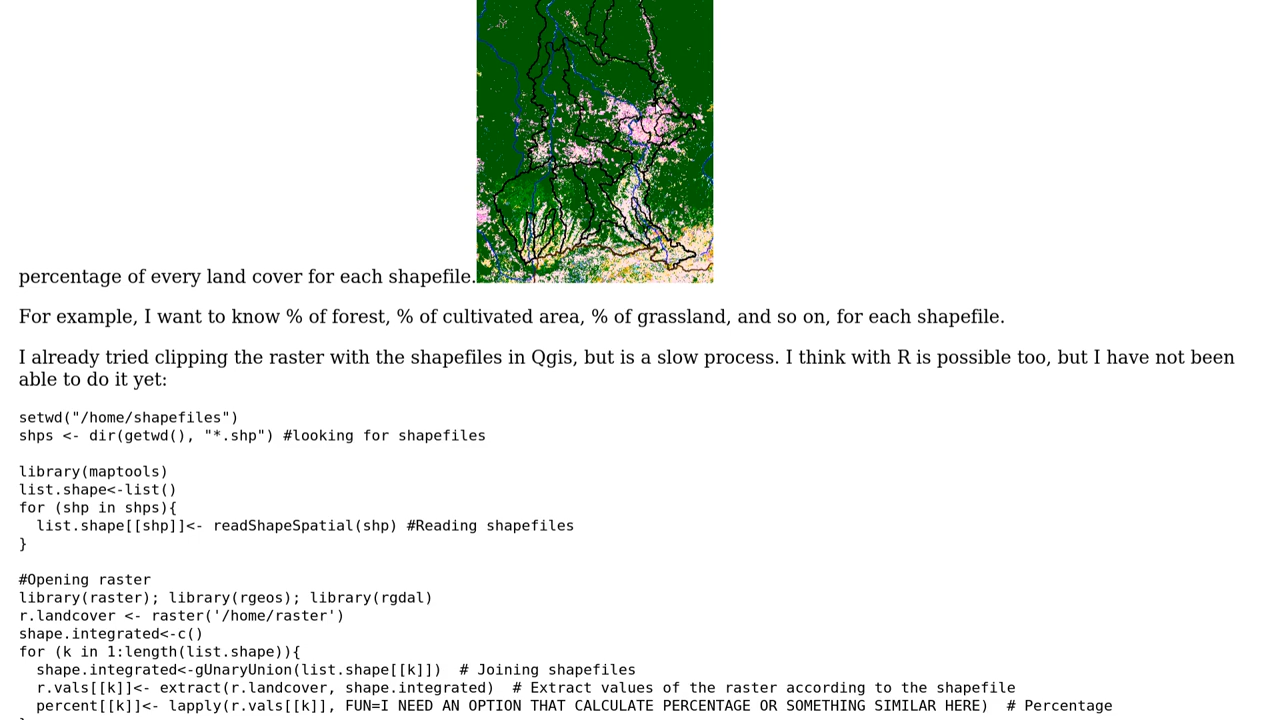 percentage of every land cover for each shapefile.
For example, I want to know % of forest, % of cultivated area, % of grassland, and so on, for each shapefile.
I already tried clipping the raster with the shapefiles in Qgis, but is a slow process. I think with R is possible too, but I have not been
able to do it yet:
setwd("/home/shapefiles")
shps <- dir(getwd(), "*.shp") #looking for shapefiles
library(maptools)
list.shape<-list()
for (shp in shps){
  list.shape[[shp]]<- readShapeSpatial(shp) #Reading shapefiles
}
#Opening raster
library(raster); library(rgeos); library(rgdal)
r.landcover <- raster('/home/raster')
shape.integrated<-c()
for (k in 1:length(list.shape)){
  shape.integrated<-gUnaryUnion(list.shape[[k]])  # Joining shapefiles
  r.vals[[k]]<- extract(r.landcover, shape.integrated)  # Extract values of the raster according to the shapefile
  percent[[k]]<- lapply(r.vals[[k]], FUN=I NEED AN OPTION THAT CALCULATE PERCENTAGE OR SOMETHING SIMILAR HERE)  # Percentage